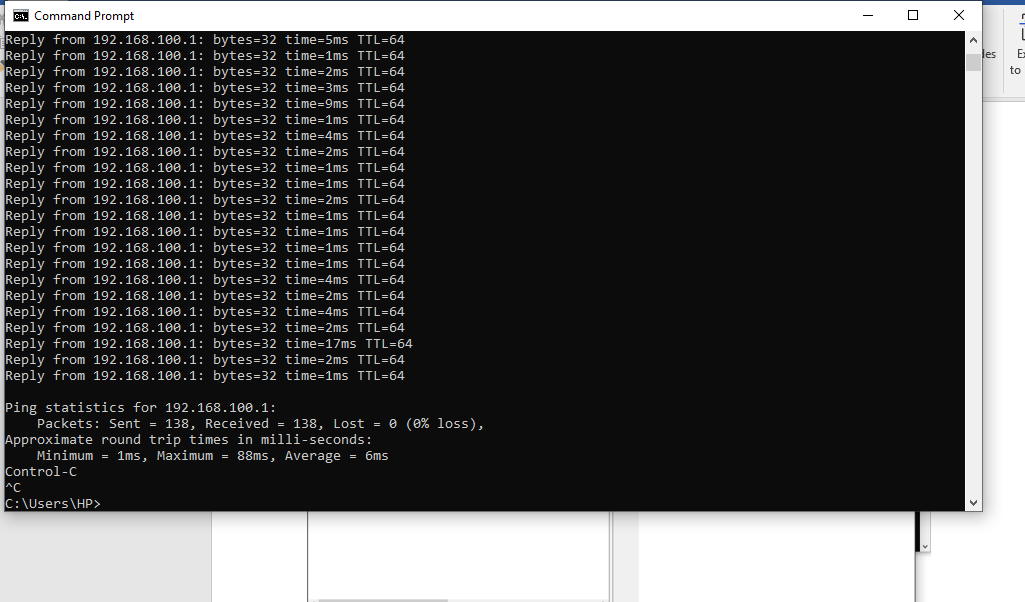 Command Prompt
Reply from 192.168.100.1: bytes=32 time=5ms TTL=64
Reply from 192.168.100.1: bytes=32 time=1ms TTL=64
Reply from 192.168.100.1: bytes=32 time=2ms TTL=64
Reply from 192.168.100.1: bytes=32 time=3ms TTL=64
Reply from 192.168.100.1: bytes=32 time=9ms TTL=64
Reply from 192.168.100.1: bytes=32 time=1ms TTL=64
Reply from 192.168.100.1: bytes=32 time=4ms TTL=64
Reply from 192.168.100.1: bytes=32 time=2ms TTL=64
Reply from 192.168.100.1: bytes=32 time=1ms TTL=64
Reply from 192.168.100.1: bytes=32 time=1ms TTL=64
Reply from 192.168.100.1: bytes=32 time=2ms TTL=64
Reply from 192.168.100.1: bytes=32 time=1ms TTL=64
Reply from 192.168.100.1: bytes=32 time=1ms TTL=64
Reply from 192.168.100.1: bytes=32 time=1ms TTL=64
Reply from 192.168.100.1: bytes=32 time=1ms TTL=64
Reply from 192.168.100.1: bytes=32 time=4ms TTL=64
Reply from 192.168.100.1: bytes=32 time=2ms TTL=64
Reply from 192.168.100.1: bytes=32 time=4ms TTL=64
Reply from 192.168.100.1: bytes=32 time=2ms TTL=64
Reply from 192.168.100.1: bytes=32 time=17ms TTL=64
Reply from 192.168.100.1: bytes=32 time=2ms TTL=64
Reply from 192.168.100.1: bytes=32 time=1ms TTL=64
Ping statistics for 192.168.100.1:
Packets: Sent = 138, Received = 138, Lost = 0 (0% loss),
Approximate round trip times in milli-seconds:
Minimum = 1ms, Maximum = 88ms, Average = 6ms
Control-C
^C
C:\Users\HP>
to